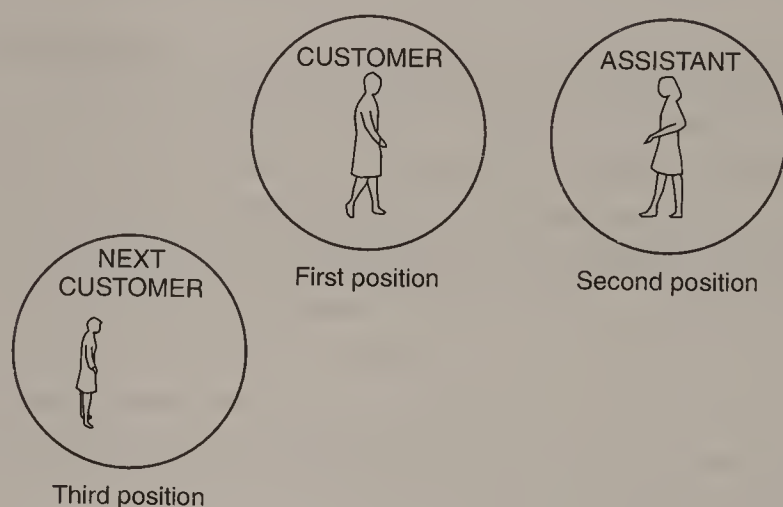 CUSTOMER
First position
ASSISTANT
Second position
NEXT
CUSTOMER
Third position